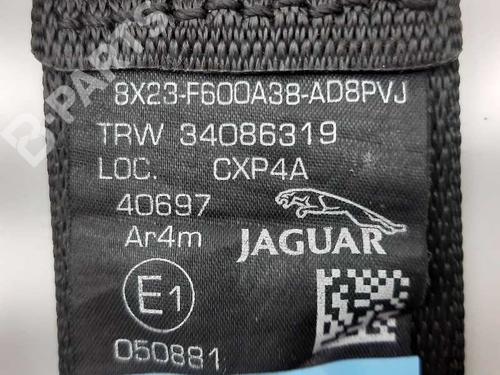 8X23-F600A38-AD8PVJ
TRW 34086319
LOC. CXP4A
40697
Ar4m
JAGUAR
E1
050881
B-PARTS